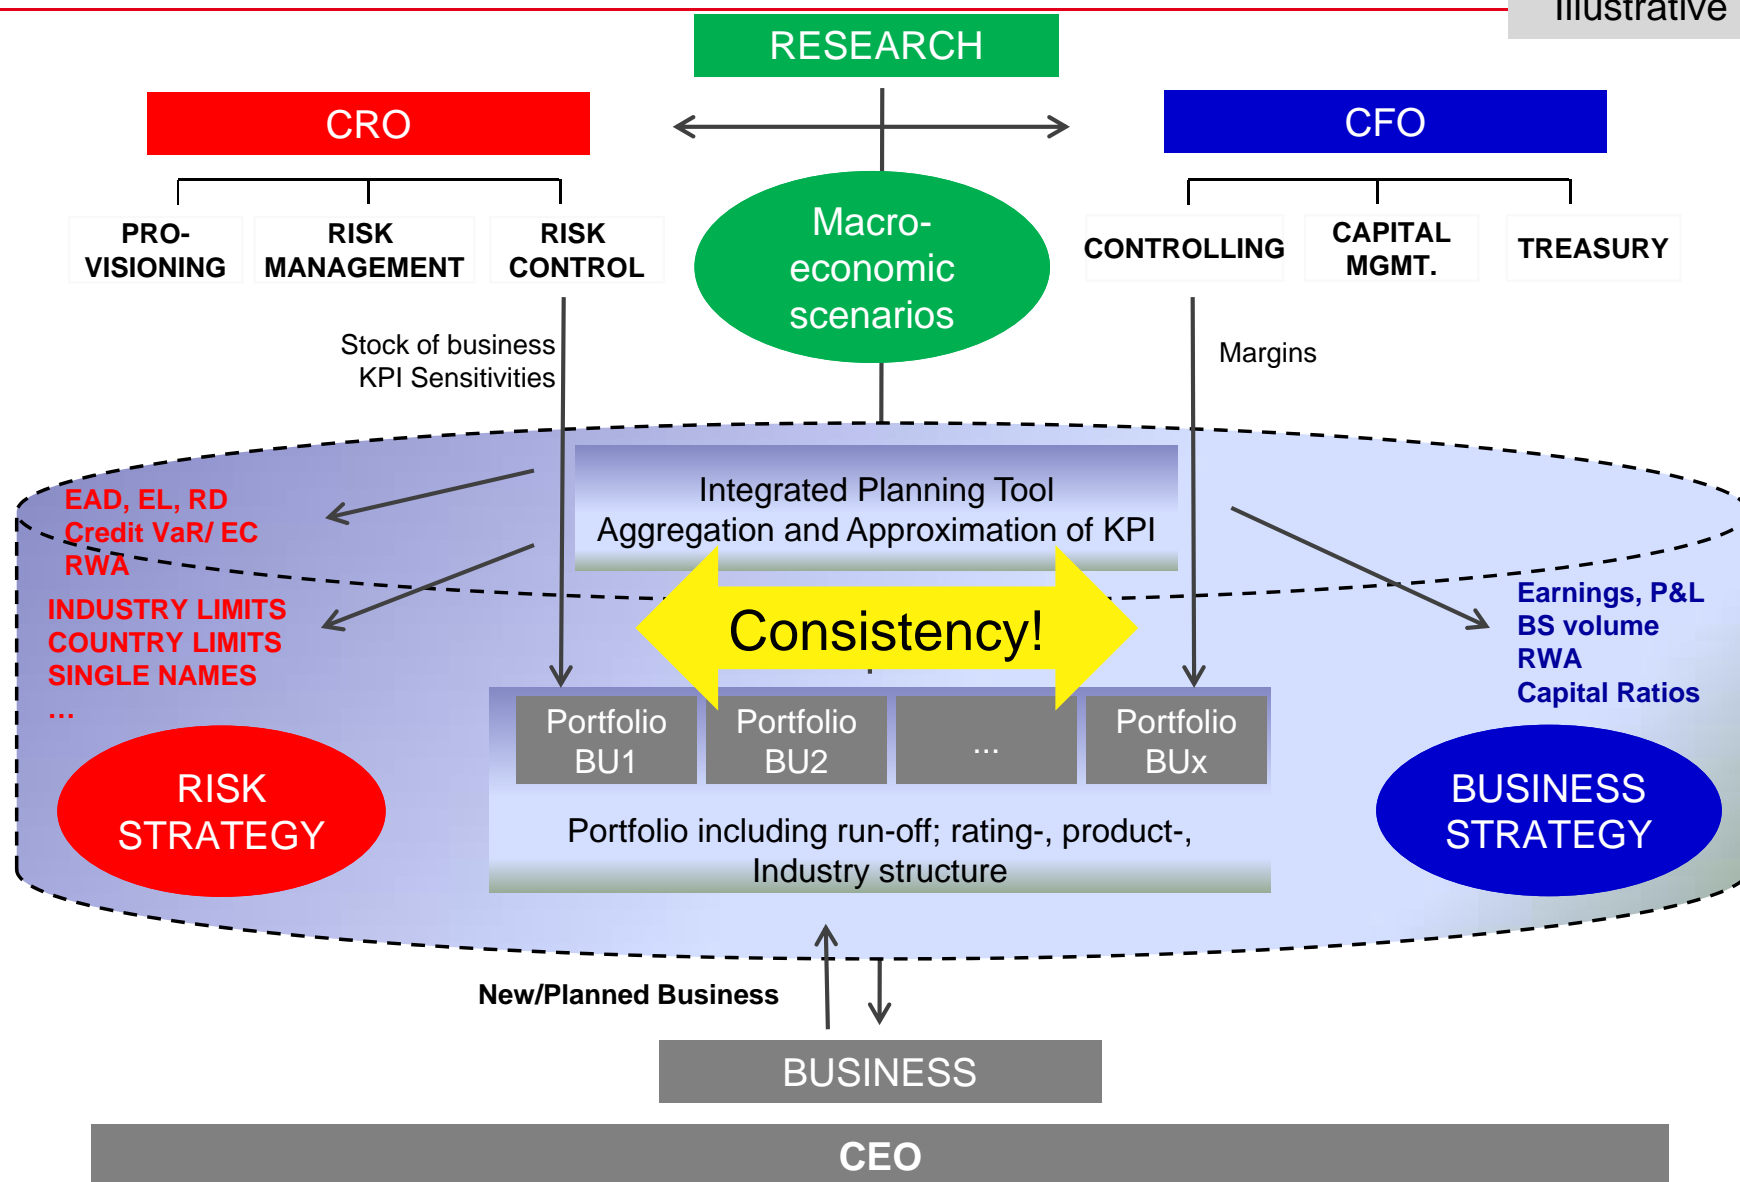 Illustrative
RESEARCH
CRO
CFO
PRO-
VISIONING
RISK
MANAGEMENT
RISK
CONTROL
Macro-
economic
scenarios
CONTROLLING
CAPITAL
MGMT.
TREASURY
Stock of business
KPI Sensitivities
Margins
Integrated Planning Tool
Aggregation and Approximation of KPI
EAD, EL, RD
Credit VaR/ EC
RWA
INDUSTRY LIMITS
COUNTRY LIMITS
SINGLE NAMES
...
Consistency!
Earnings, P&L
BS volume
RWA
Capital Ratios
Portfolio
BU1
Portfolio
BU2
...
Portfolio
BUx
RISK
STRATEGY
Portfolio including run-off; rating-, product-,
Industry structure
BUSINESS
STRATEGY
New/Planned Business
BUSINESS
CEO